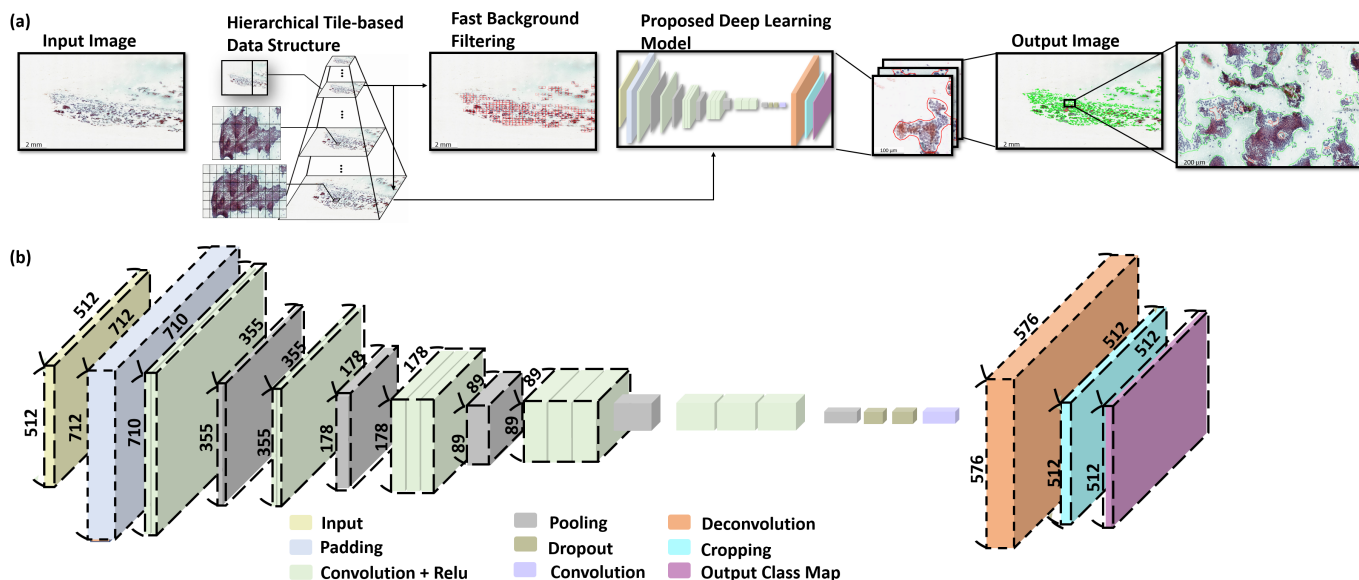 (a)
Input Image
Hierarchical Tile-based
Data Structure
Fast Background
Filtering
Proposed Deep Learning
Model
Output Image
2 mm
2 mm
100 μm
2 mm
200 μm
(b)
512
512
712
712
710
710
355
355
355
355
178
178
178
178
89
89
89
89
576
576
512
512
512
512
Input
Padding
Convolution + Relu
Pooling
Dropout
Convolution
Deconvolution
Cropping
Output Class Map